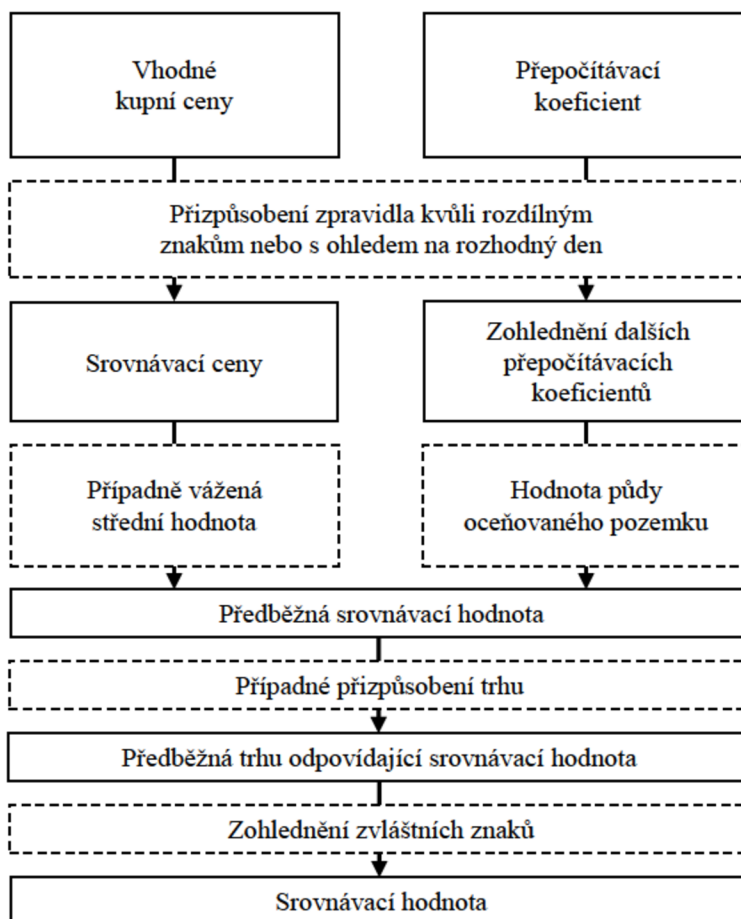 Vhodné
kupní ceny
Přepočítávací
koeficient
Přizpůsobení zpravidla kvůli rozdílným
znakům nebo s ohledem na rozhodný den
Srovnávací ceny
Zohlednění dalších
přepočítávacích
koeficientů
Případně vážená
střední hodnota
Hodnota půdy
oceňovaného pozemku
Předběžná srovnávací hodnota
Případné přizpůsobení trhu
Předběžná trhu odpovídající srovnávací hodnota
Zohlednění zvláštních znaků
Srovnávací hodnota